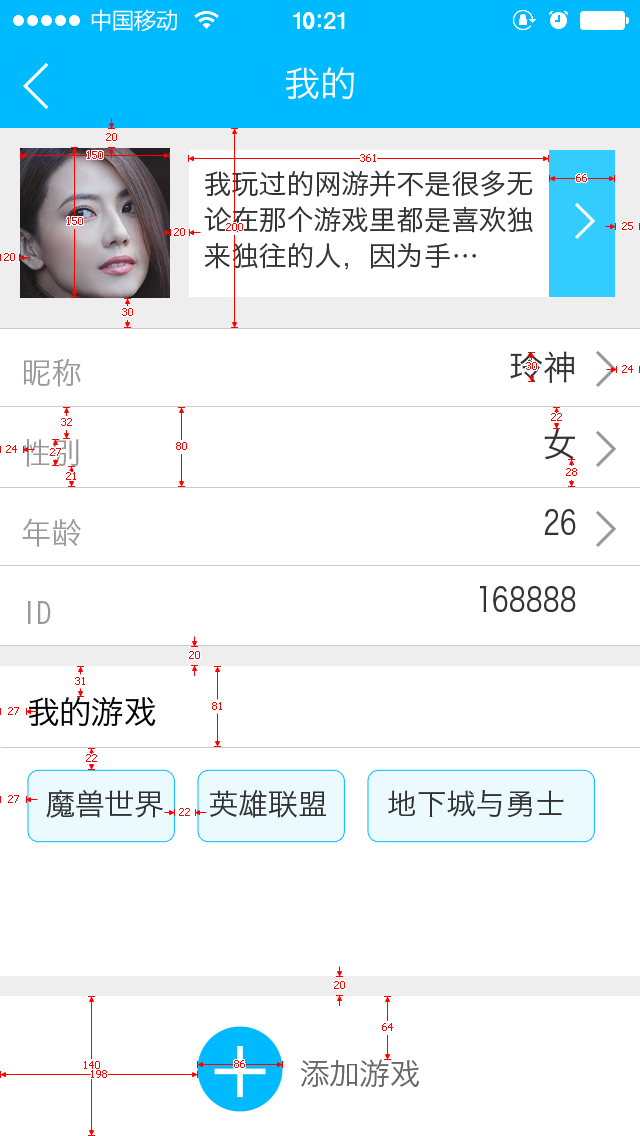 中国移动 10:21
我的
20
150 361 66
我玩过的网游并不是很多无
论在那个游戏里都是喜欢独
来独往的人，因为手…
150 200 20 25
20
30
昵称 玲神
30 24
32 22
性别 女
24 27 80
21 28
年龄 26
ID 168888
20
31
27 81
我的游戏
22
魔兽世界 英雄联盟 地下城与勇士
27 22
20
64
140
198 86
添加游戏